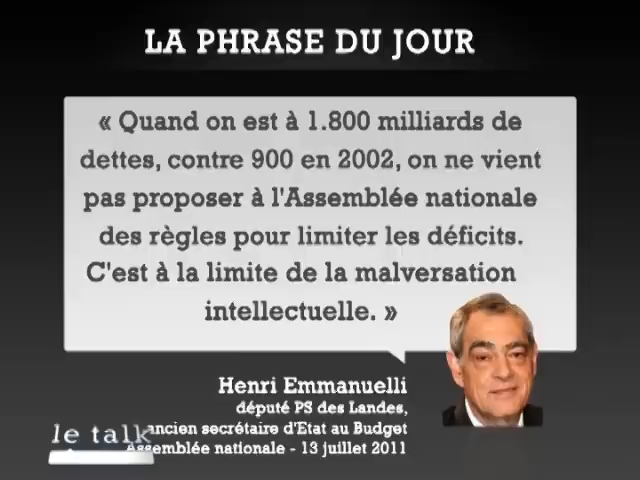 LA PHRASE DU JOUR
« Quand on est à 1.800 milliards de
dettes, contre 900 en 2002, on ne vient
pas proposer à l'Assemblée nationale
des règles pour limiter les déficits.
C'est à la limite de la malversation
intellectuelle. »
Henri Emmanuelli
député PS des Landes,
ancien secrétaire d'Etat au Budget
Assemblée nationale - 13 juillet 2011
le talk